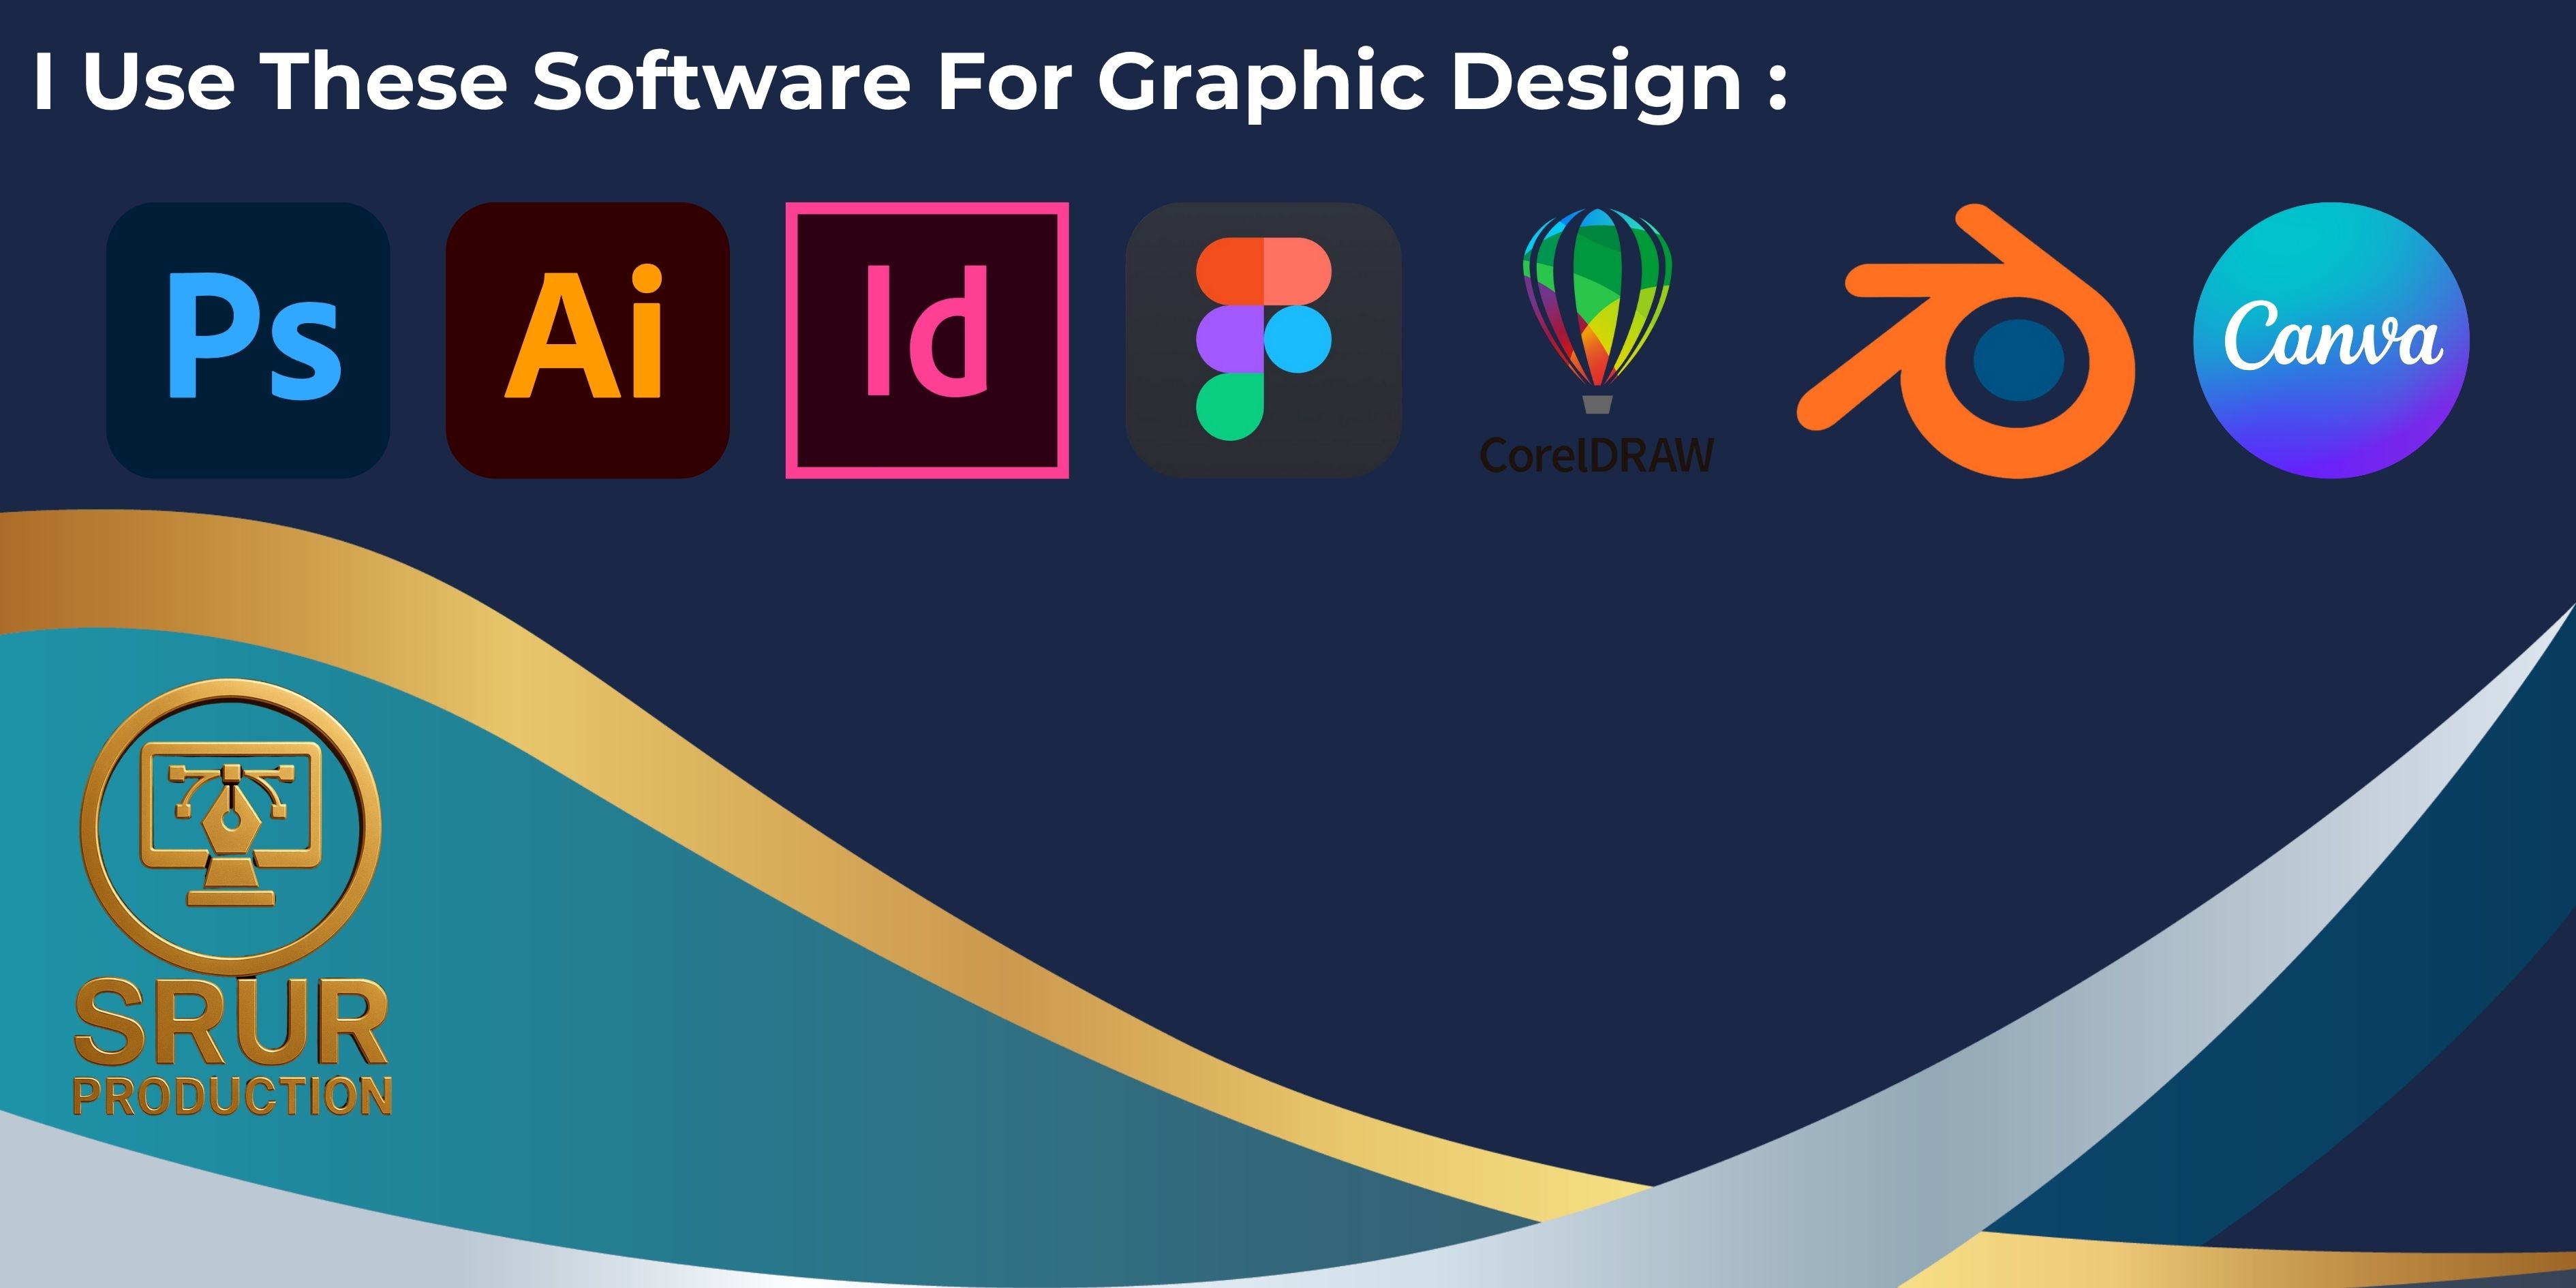 I Use These Software For Graphic Design :
Ps
Ai
Id
CorelDRAW
Canva
SRUR
PRODUCTION